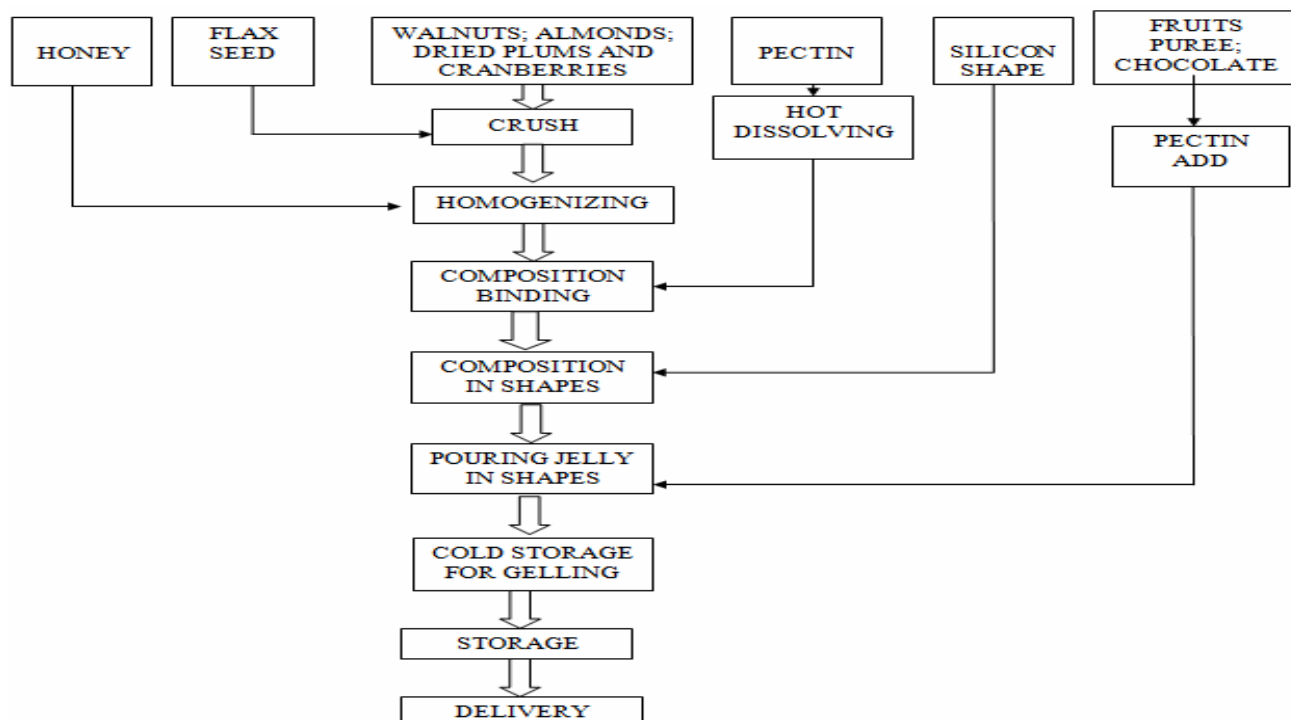 HONEY
FLAX
SEED
WALNUTS; ALMONDS;
DRIED PLUMS AND
CRANBERRIES
PECTIN
SILICON
SHAPE
FRUITS
PUREE;
CHOCOLATE
CRUSH
HOT
DISSOLVING
PECTIN
ADD
HOMOGENIZING
COMPOSITION
BINDING
COMPOSITION
IN SHAPES
POURING JELLY
IN SHAPES
COLD STORAGE
FOR GELLING
STORAGE
DELIVERY